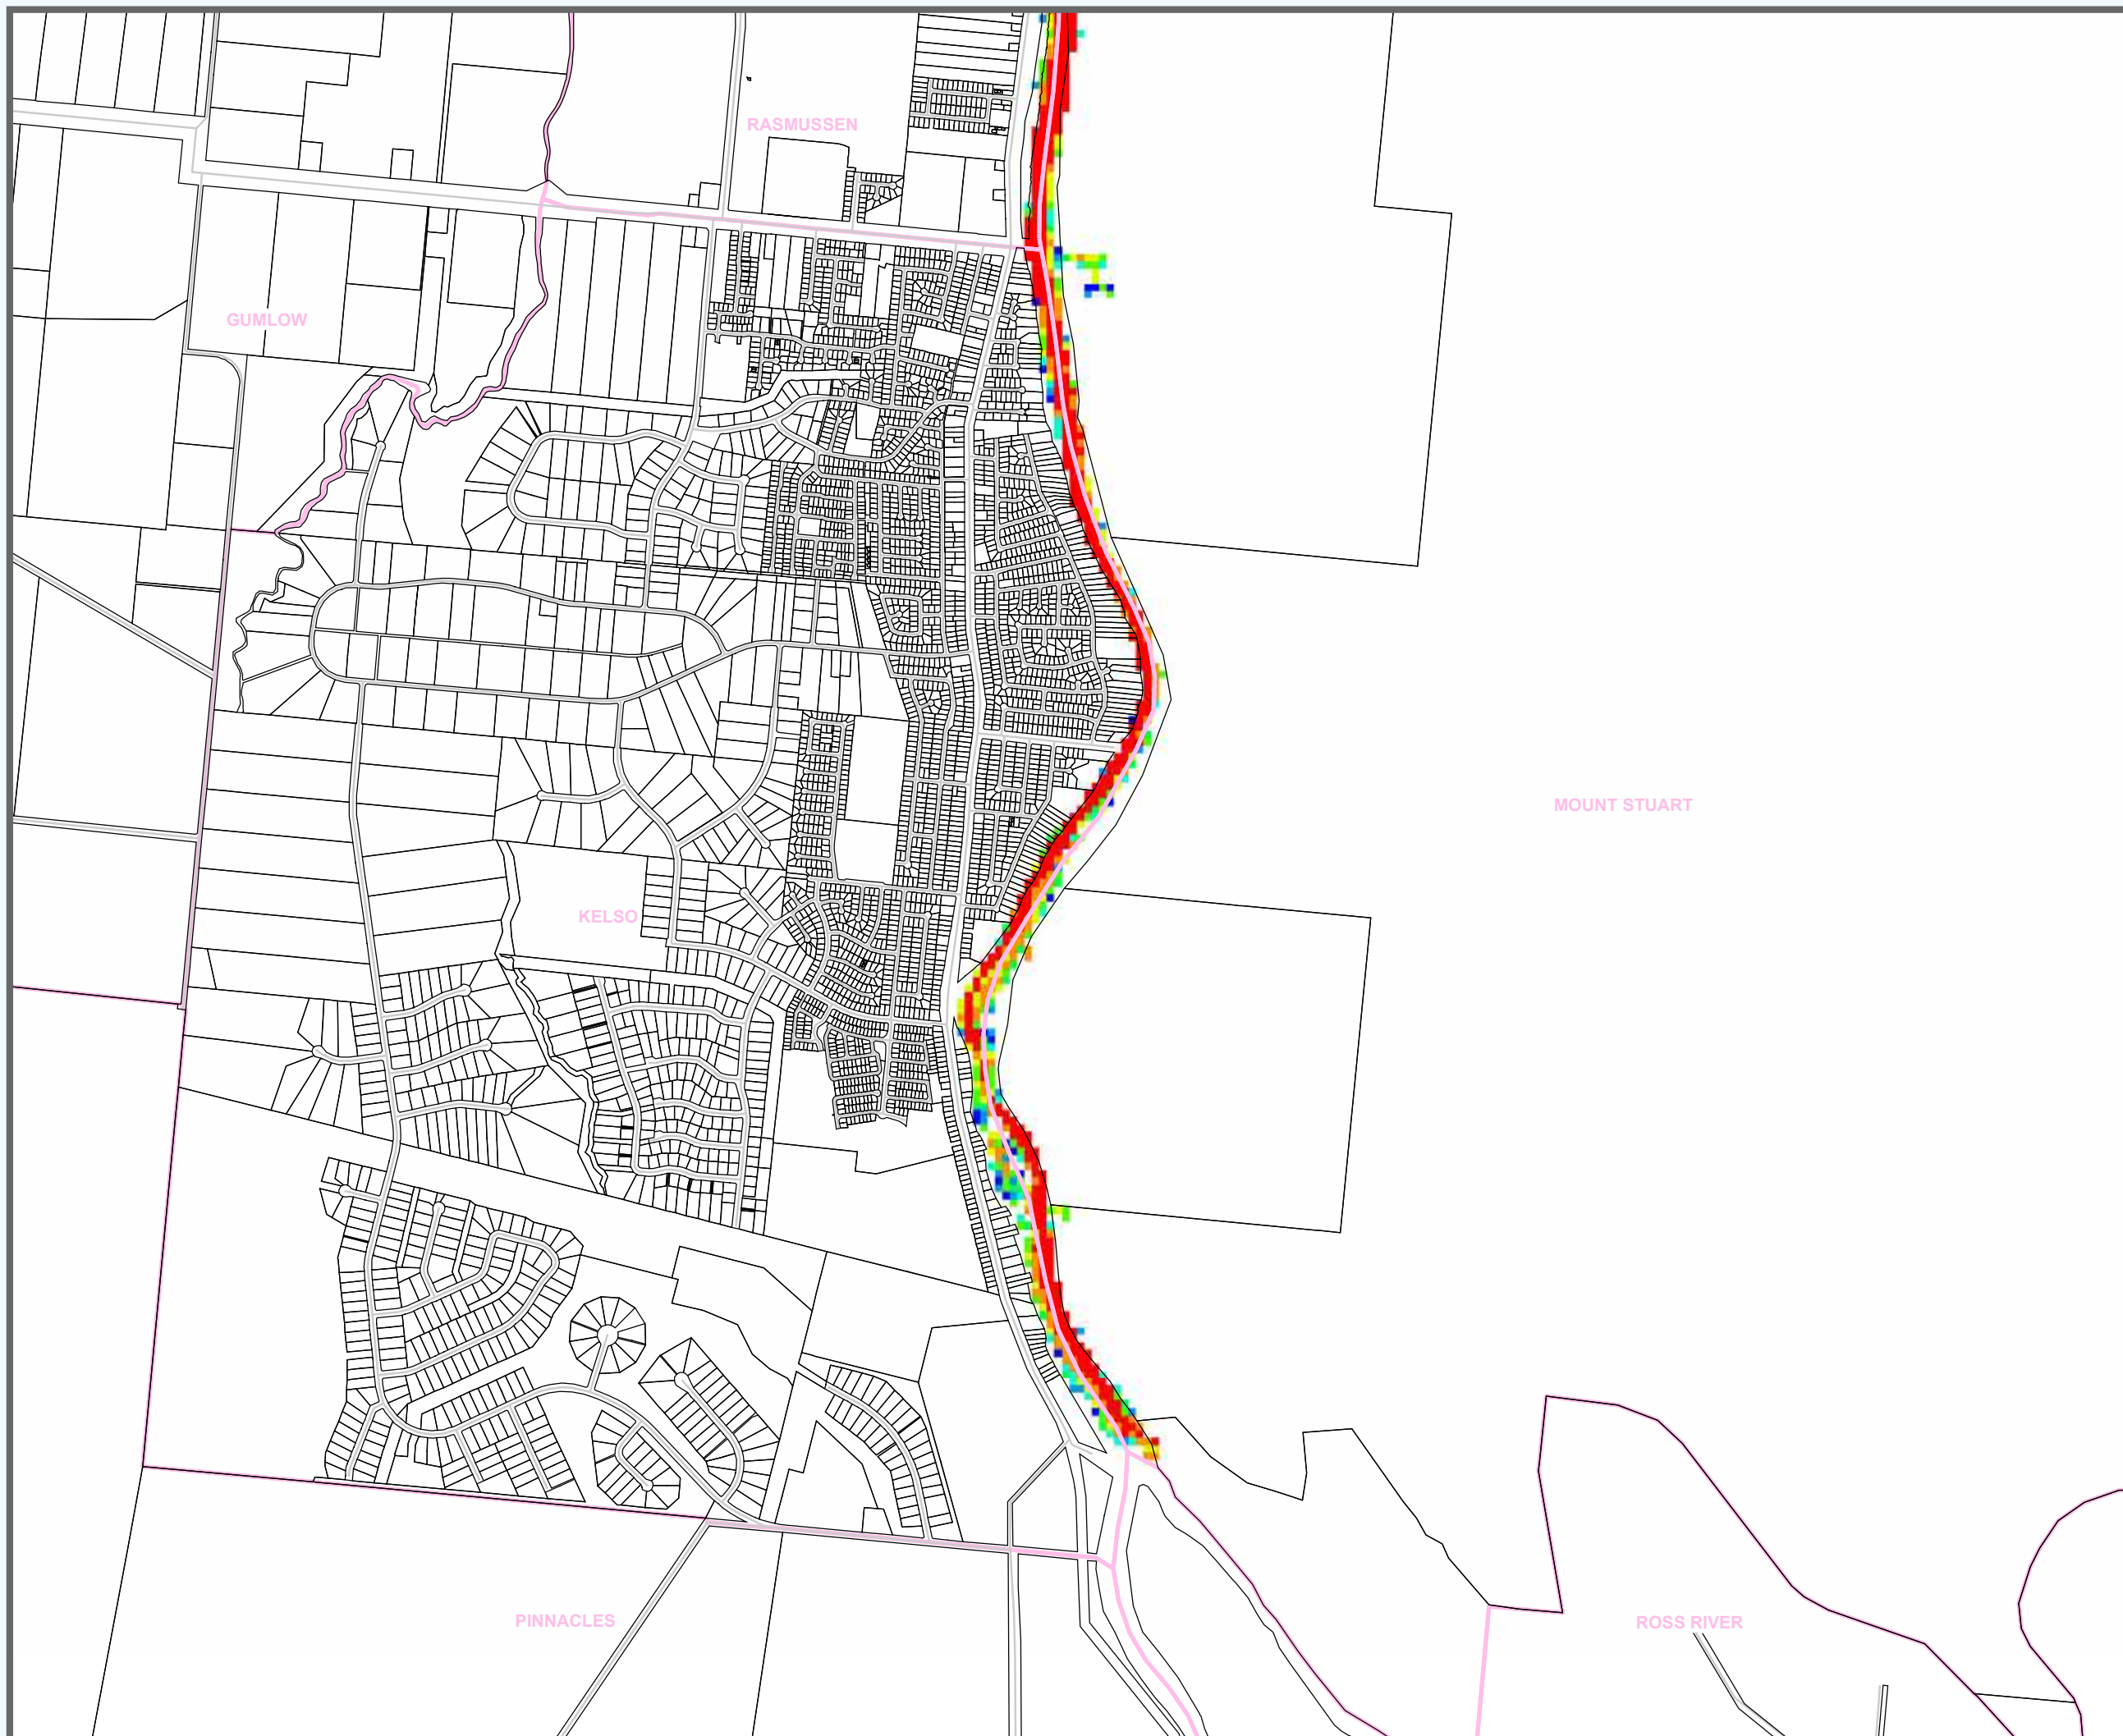 RASMUSSEN
GUMLOW
MOUNT STUART
KELSO
PINNACLES
ROSS RIVER